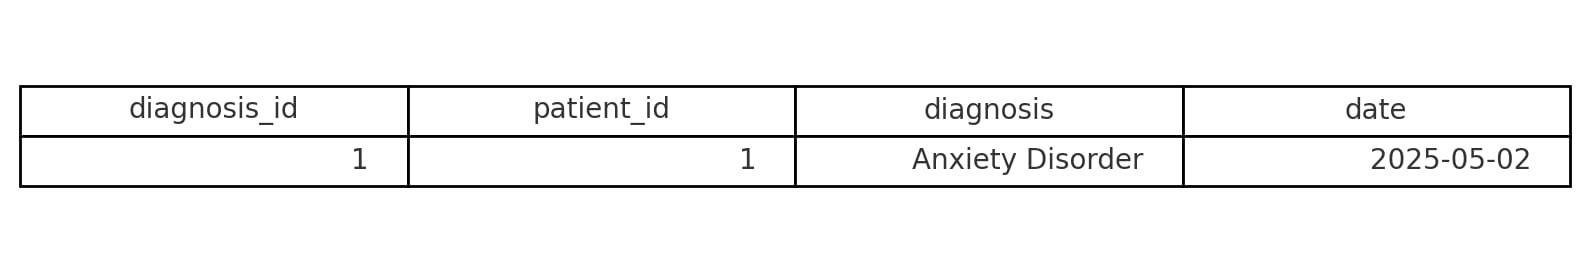 diagnosis_id patient_id diagnosis date
1 1 Anxiety Disorder 2025-05-02